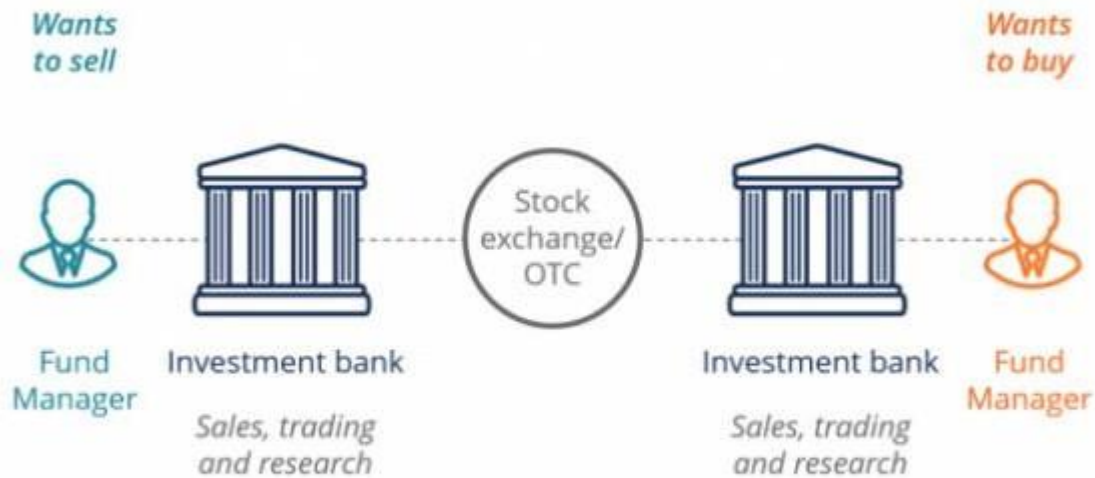 Wants
to sell
Wants
to buy
Stock
exchange/
OTC
Fund
Manager
Investment bank
Sales, trading
and research
Investment bank
Sales, trading
and research
Fund
Manager